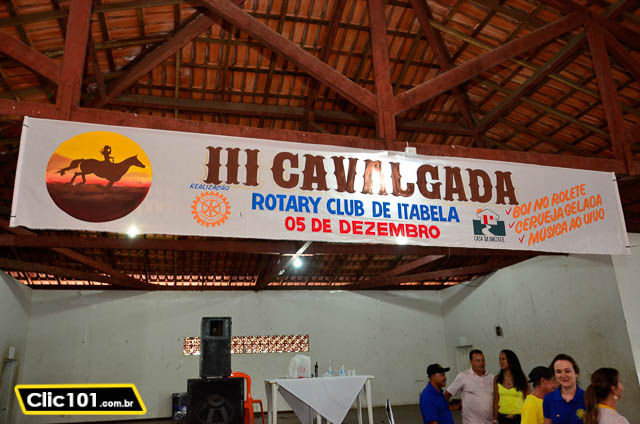 III CAVALGADA
REALIZAÇÃO
ROTARY CLUB DE ITABELA
05 DE DEZEMBRO
CASA DA AMIZADE
BOI NO ROLETE
CERVEJA GELADA
MÚSICA AO VIVO
Clic101.com.br